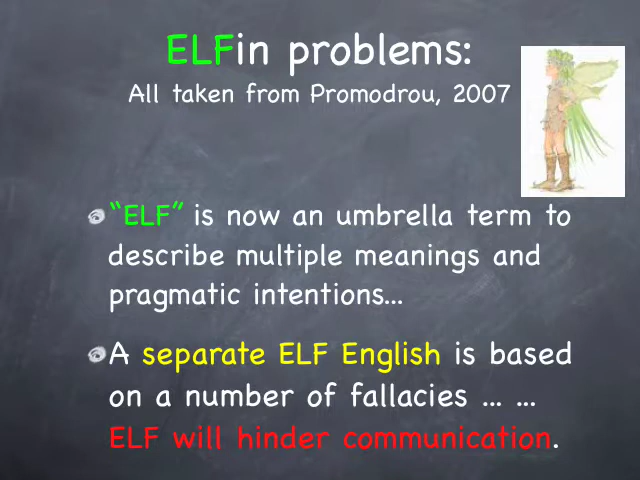 ELFin problems:
All taken from Promodrou, 2007
“ELF” is now an umbrella term to
describe multiple meanings and
pragmatic intentions...
A separate ELF English is based
on a number of fallacies ... ...
ELF will hinder communication.